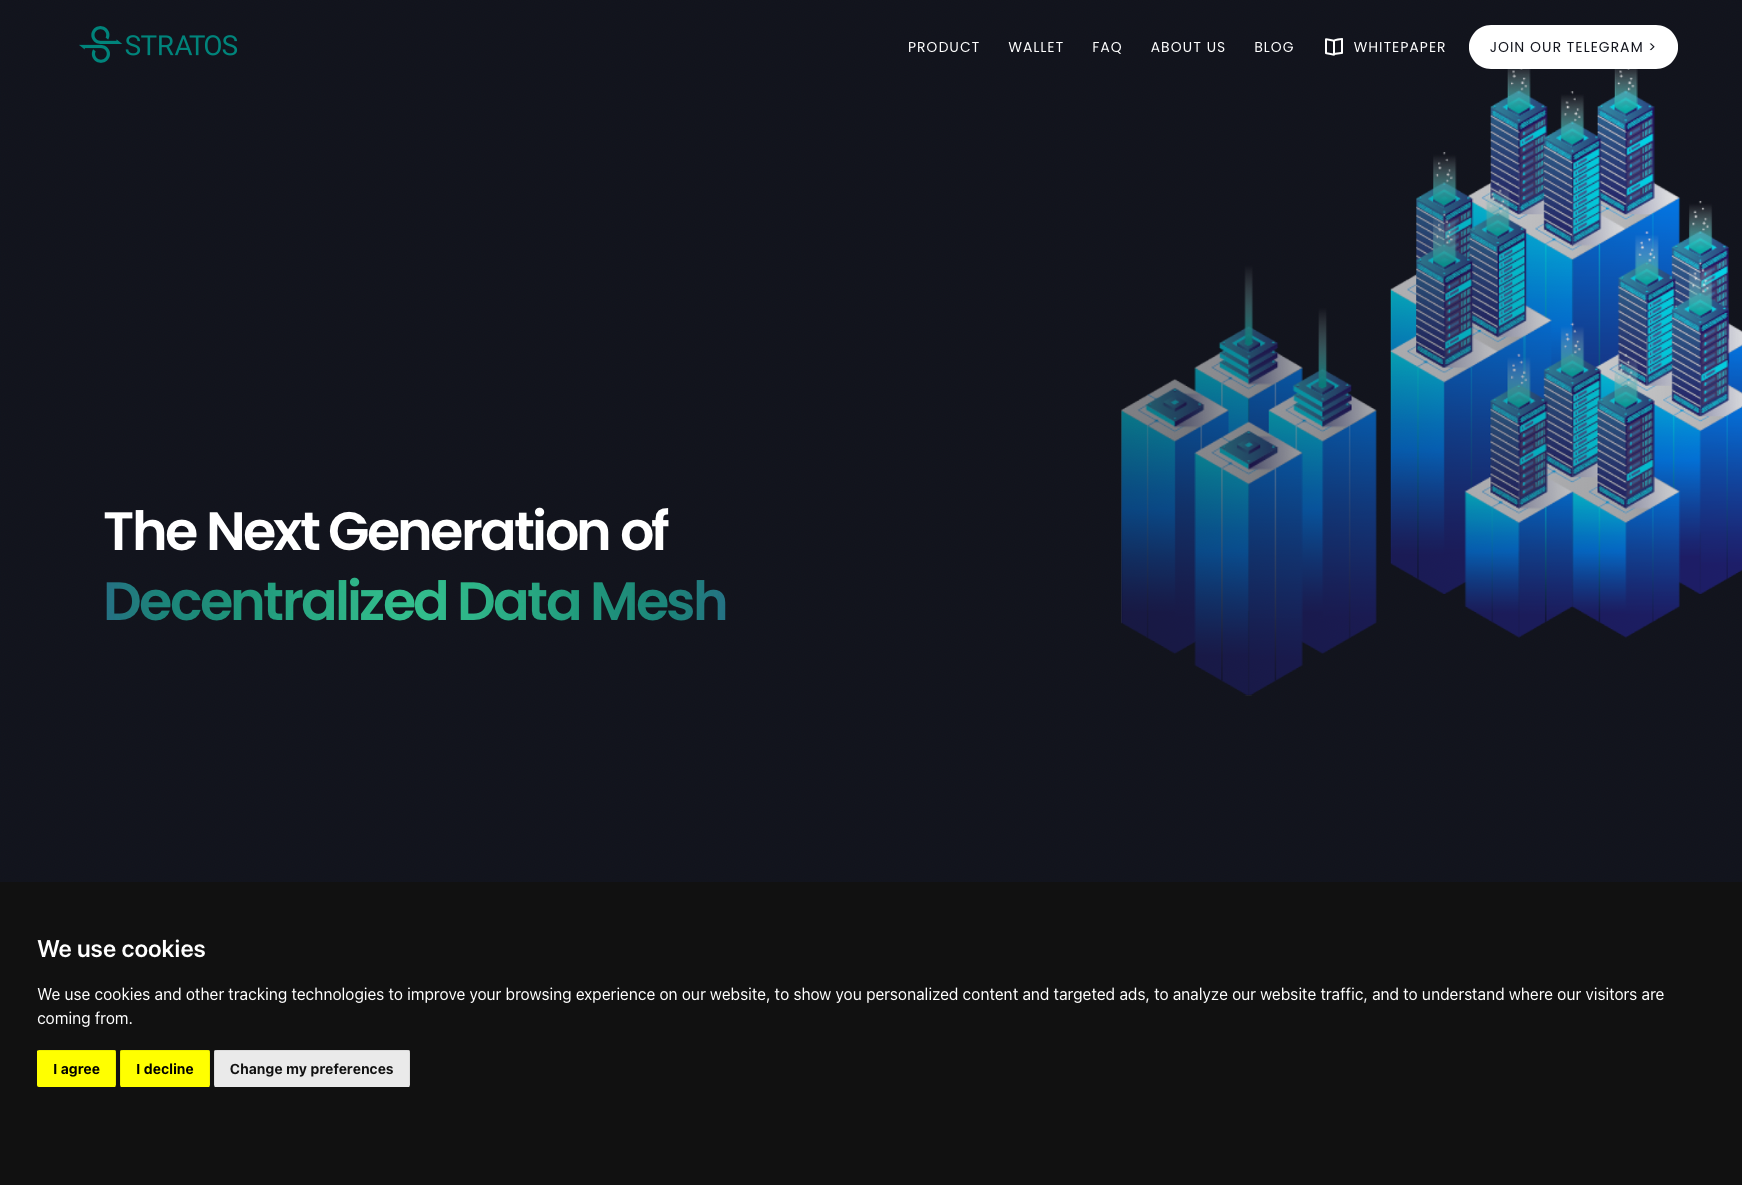 STRATOS
PRODUCT WALLET FAQ ABOUT US BLOG WHITEPAPER JOIN OUR TELEGRAM >
The Next Generation of
Decentralized Data Mesh
We use cookies
We use cookies and other tracking technologies to improve your browsing experience on our website, to show you personalized content and targeted ads, to analyze our website traffic, and to understand where our visitors are
coming from.
I agree I decline Change my preferences